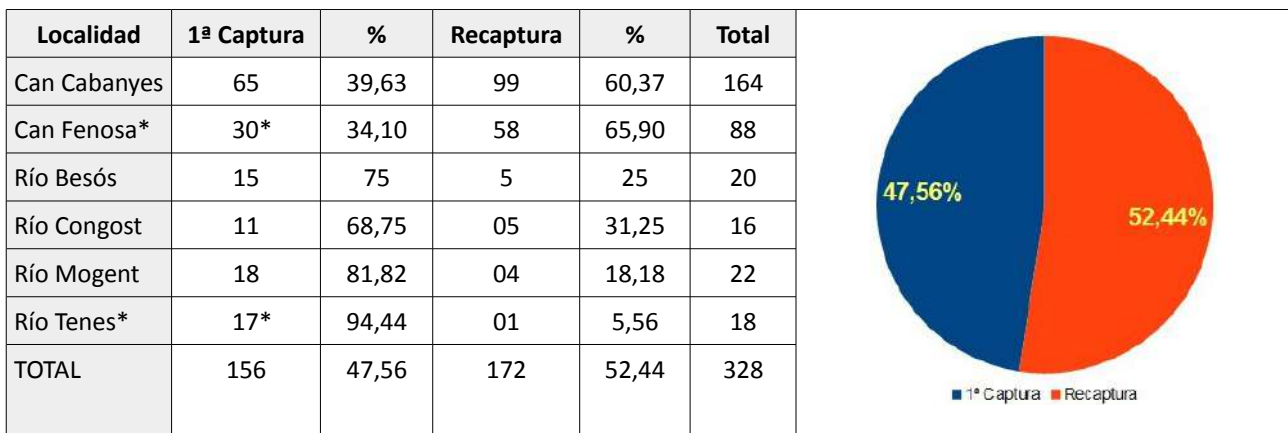 Localidad 1ª Captura % Recaptura % Total
Can Cabanyes 65 39,63 99 60,37 164
Can Fenosa* 30* 34,10 58 65,90 88
Río Besós 15 75 5 25 20
Río Congost 11 68,75 05 31,25 16
Río Mogent 18 81,82 04 18,18 22
Río Tenes* 17* 94,44 01 5,56 18
TOTAL 156 47,56 172 52,44 328
47,56%
52,44%
1ª Captura Recaptura